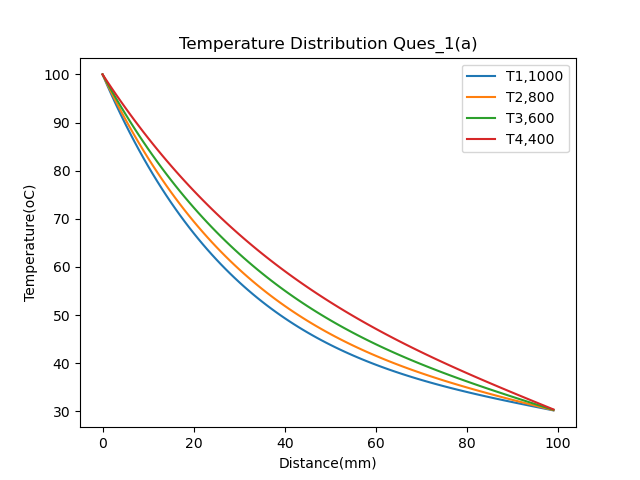 Temperature Distribution Ques_1(a)
T1,1000
T2,800
T3,600
T4,400
Temperature(oC)
100
90
80
70
60
50
40
30
0 20 40 60 80 100
Distance(mm)